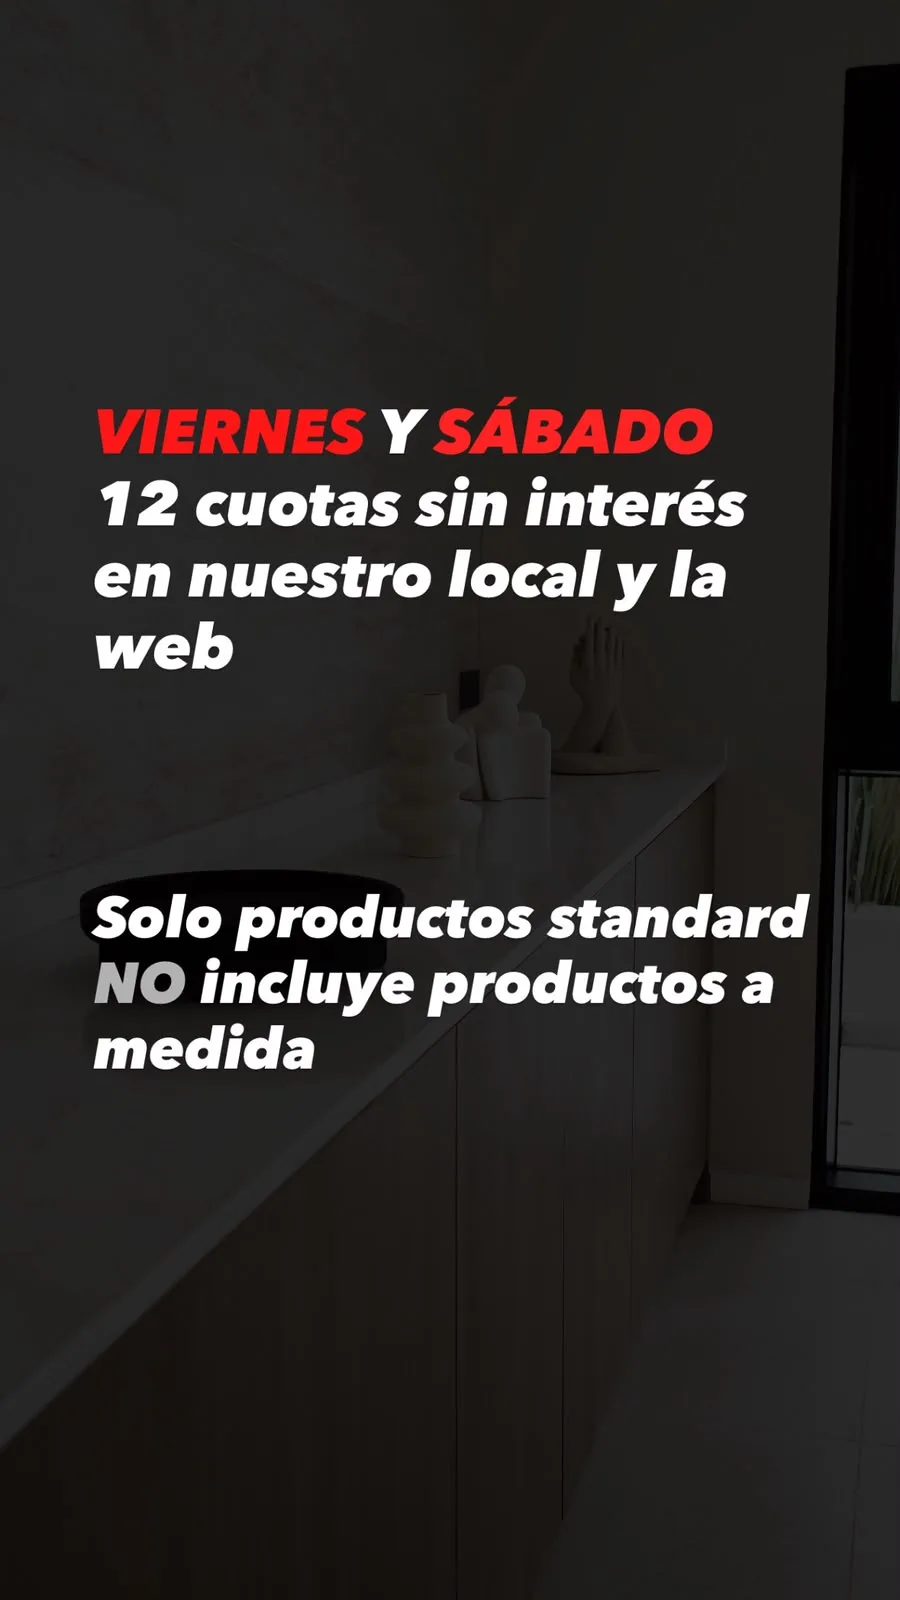 VIERNES Y SÁBADO
12 cuotas sin interés
en nuestro local y la
web
Solo productos standard
NO incluye productos a
medida